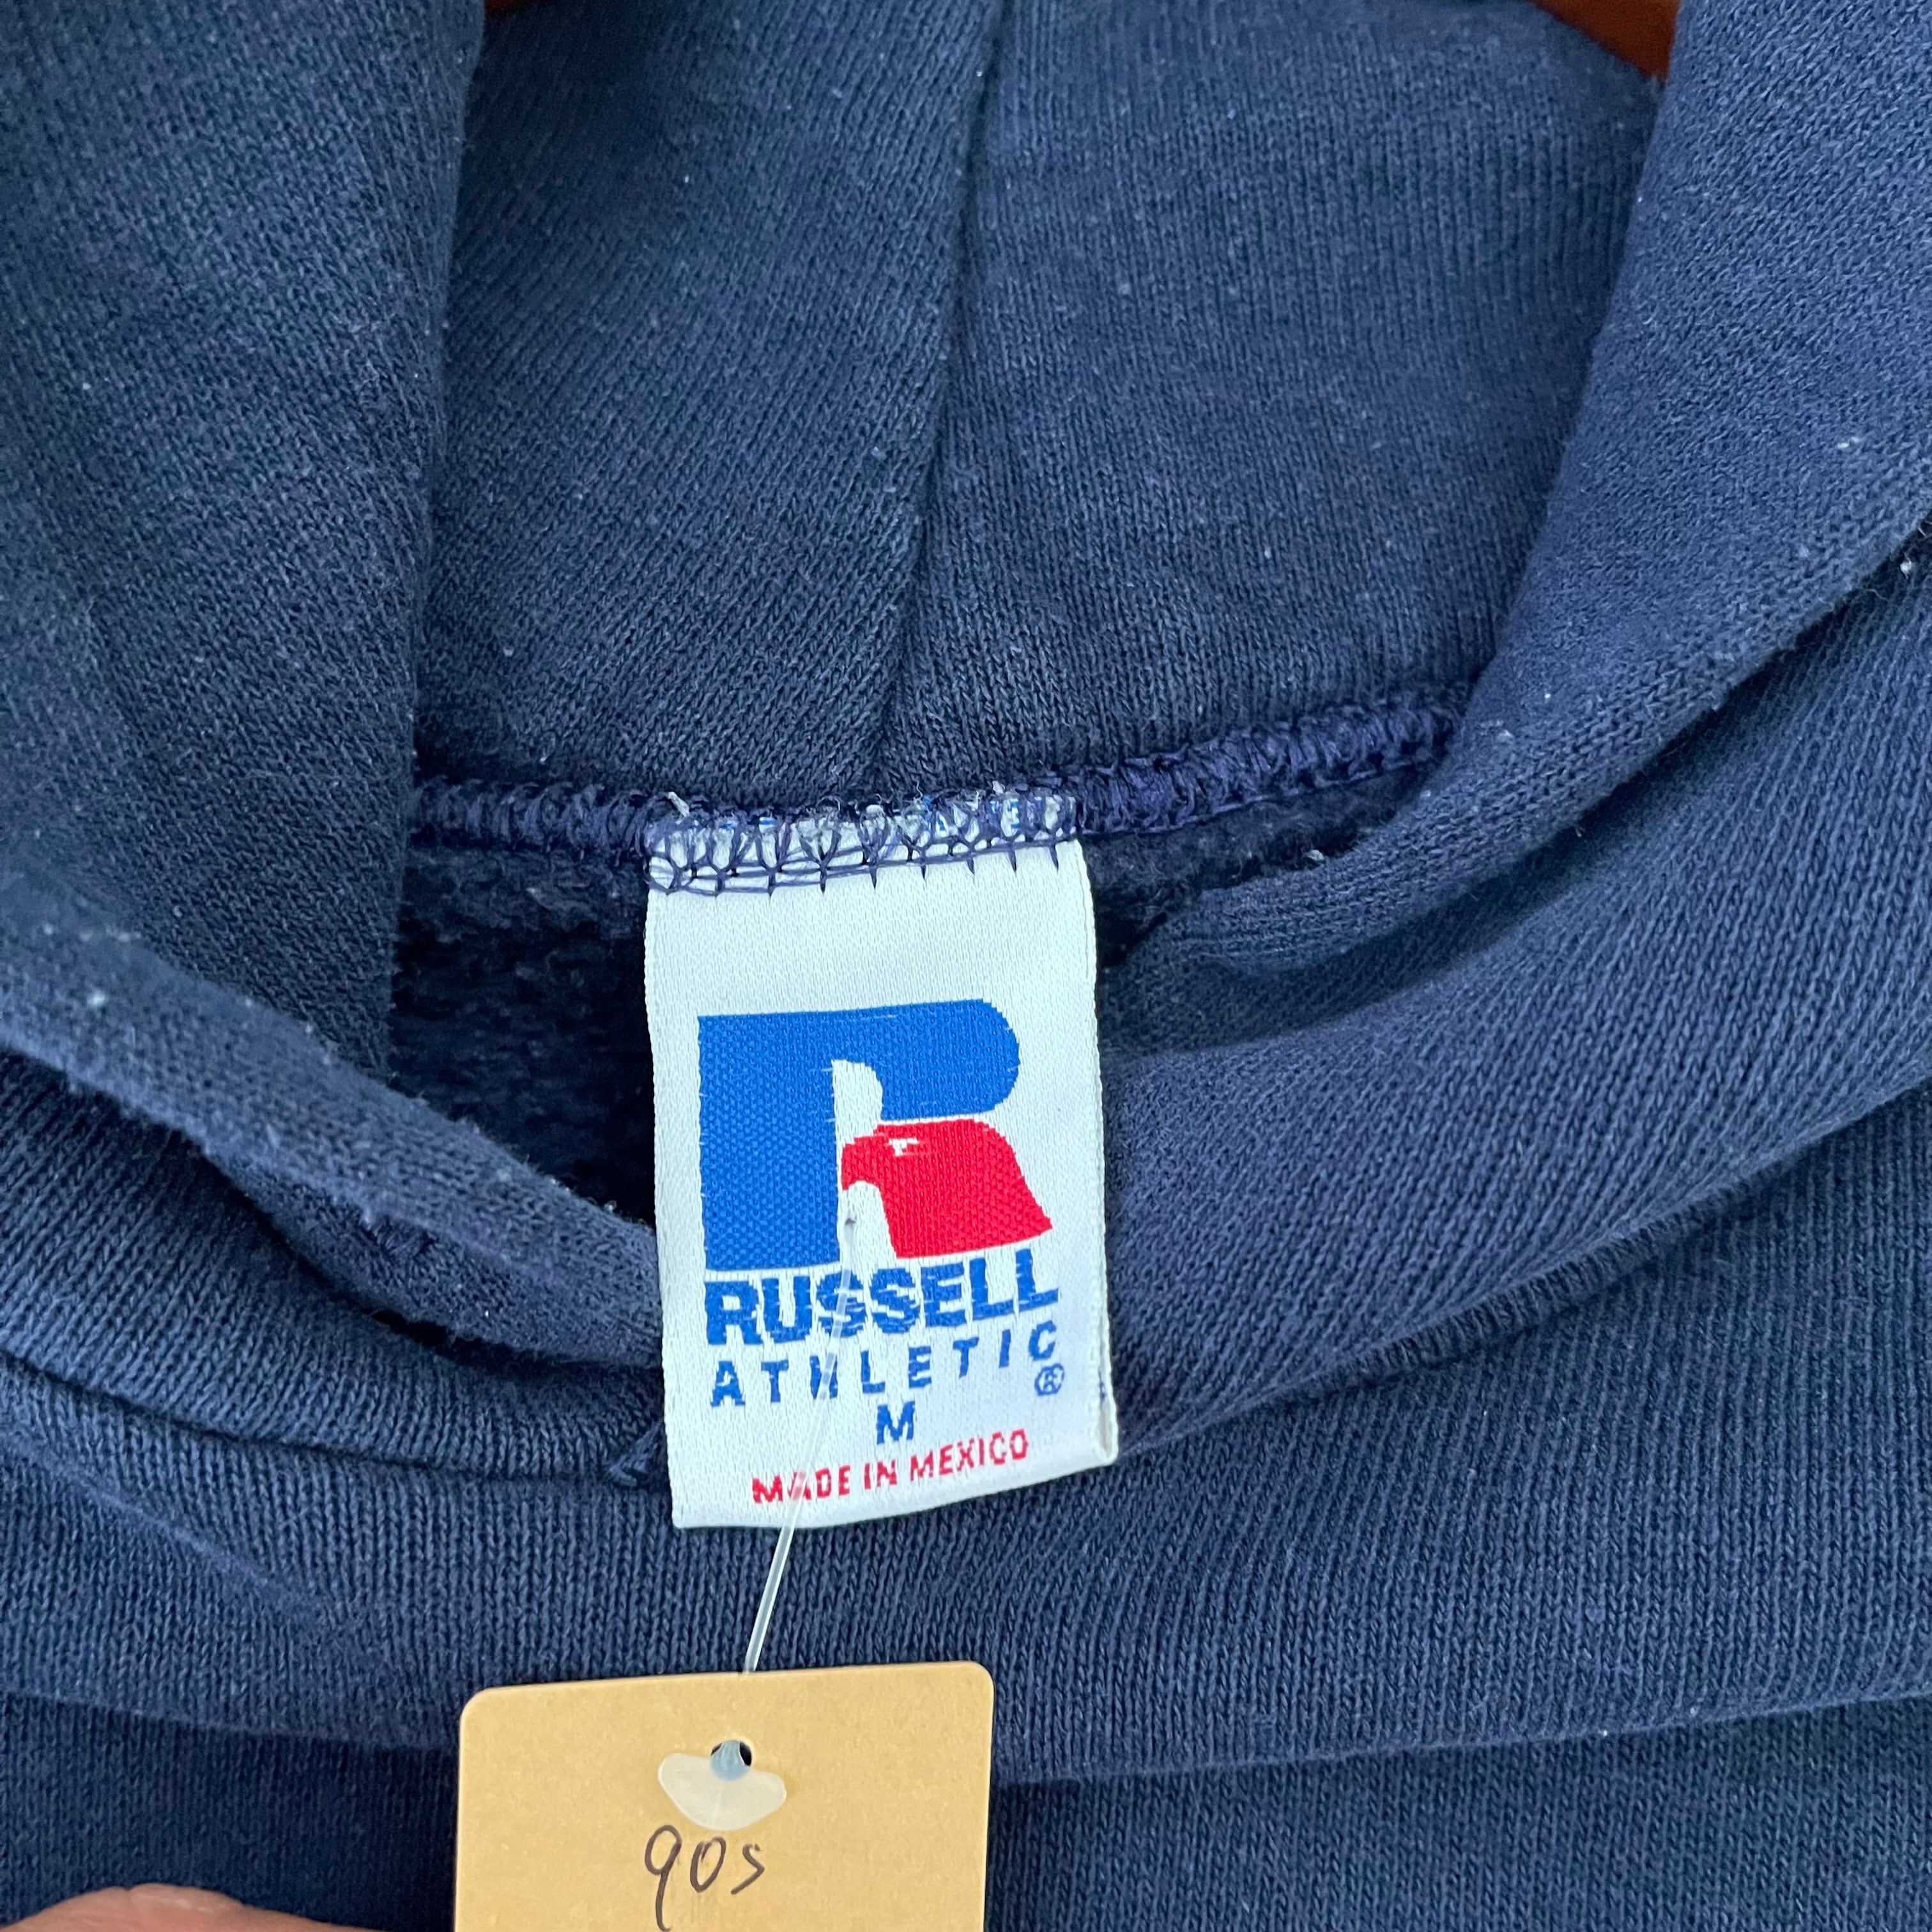 R
RUSSELL
ATHLETIC ®
M
MADE IN MEXICO
90s